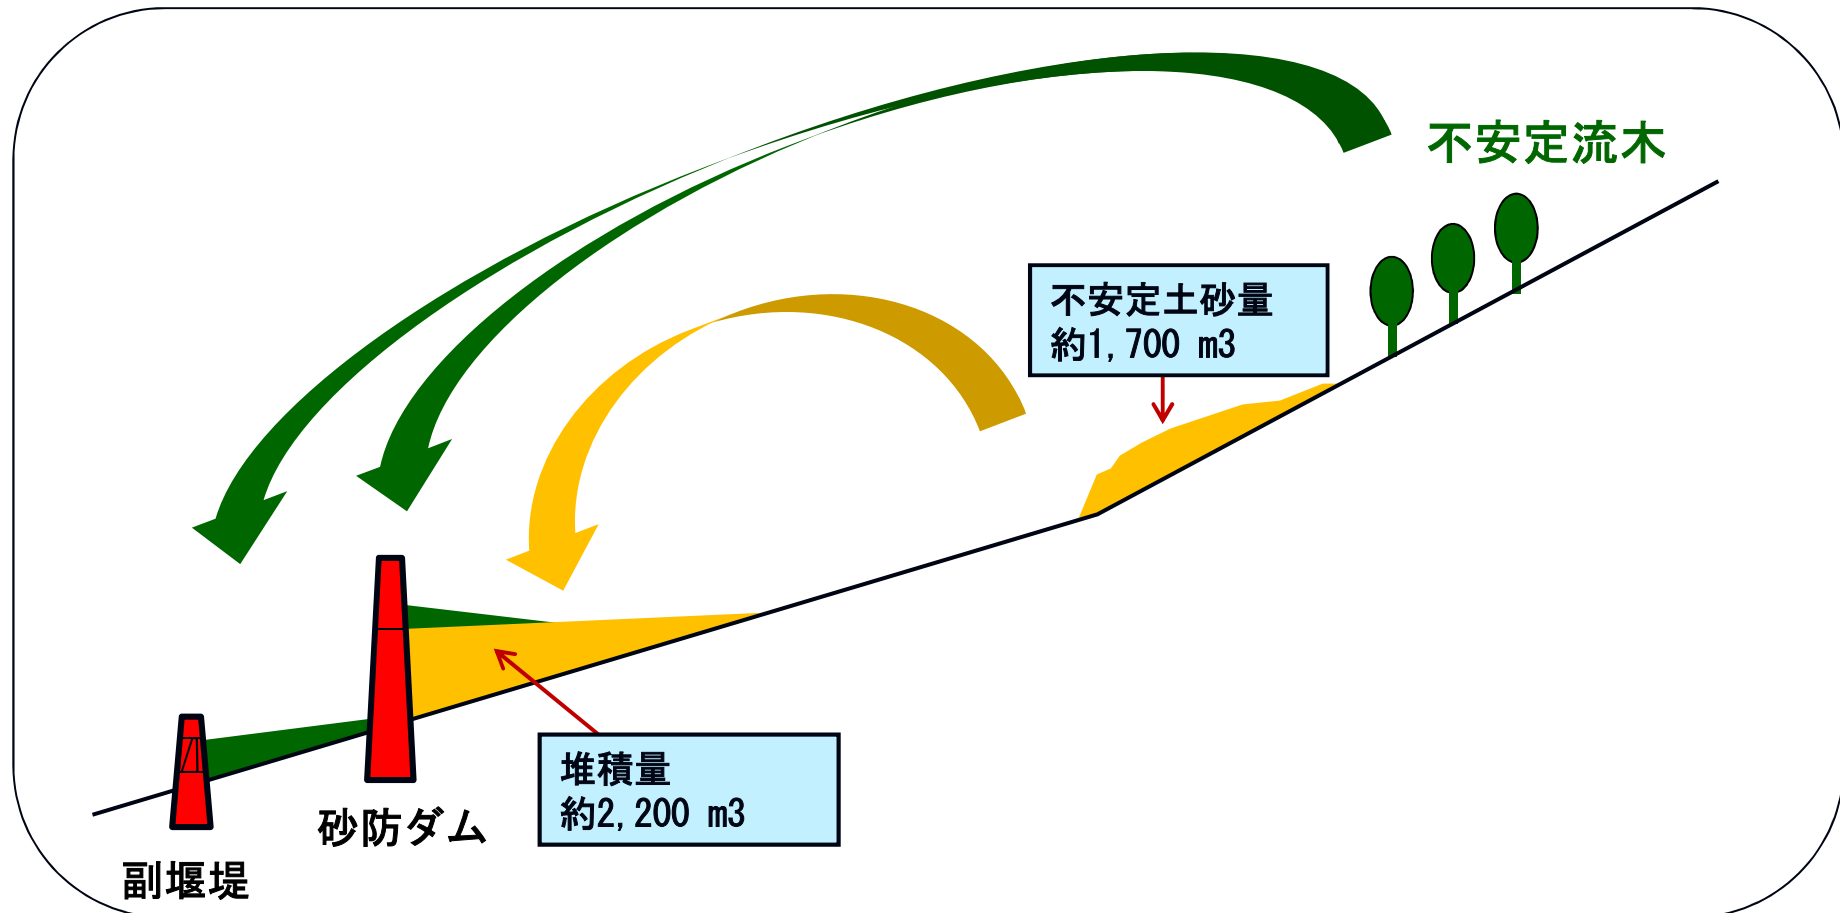 不安定流木
不安定土砂量
約1,700 m3
堆積量
約2,200 m3
砂防ダム
副堰堤